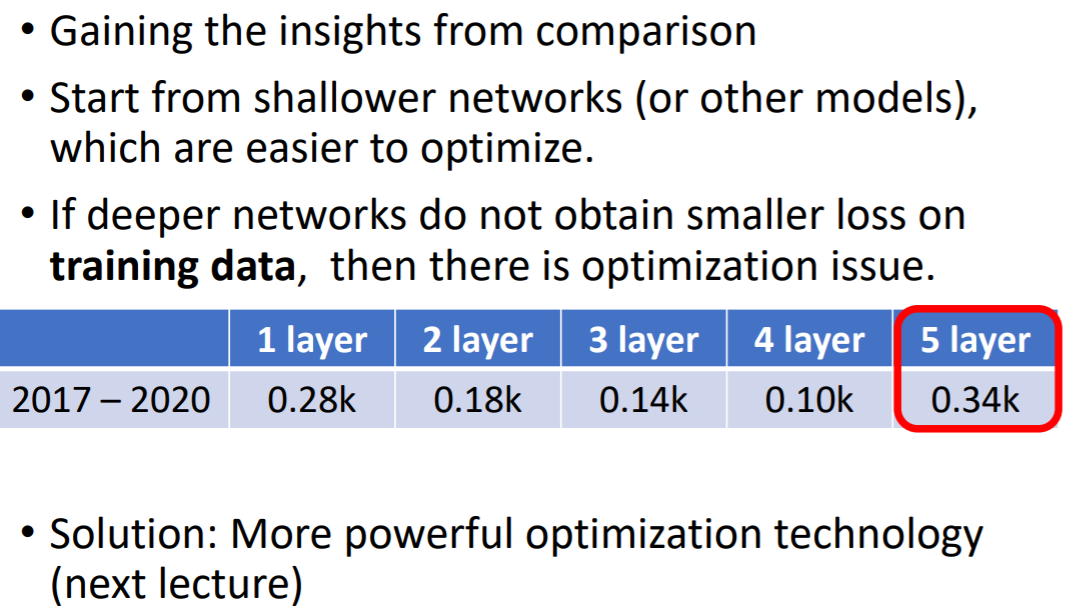 • Gaining the insights from comparison
• Start from shallower networks (or other models),
which are easier to optimize.
• If deeper networks do not obtain smaller loss on
training data,  then there is optimization issue.
1 layer 2 layer 3 layer 4 layer 5 layer
2017 – 2020 0.28k 0.18k 0.14k 0.10k 0.34k
• Solution: More powerful optimization technology
(next lecture)